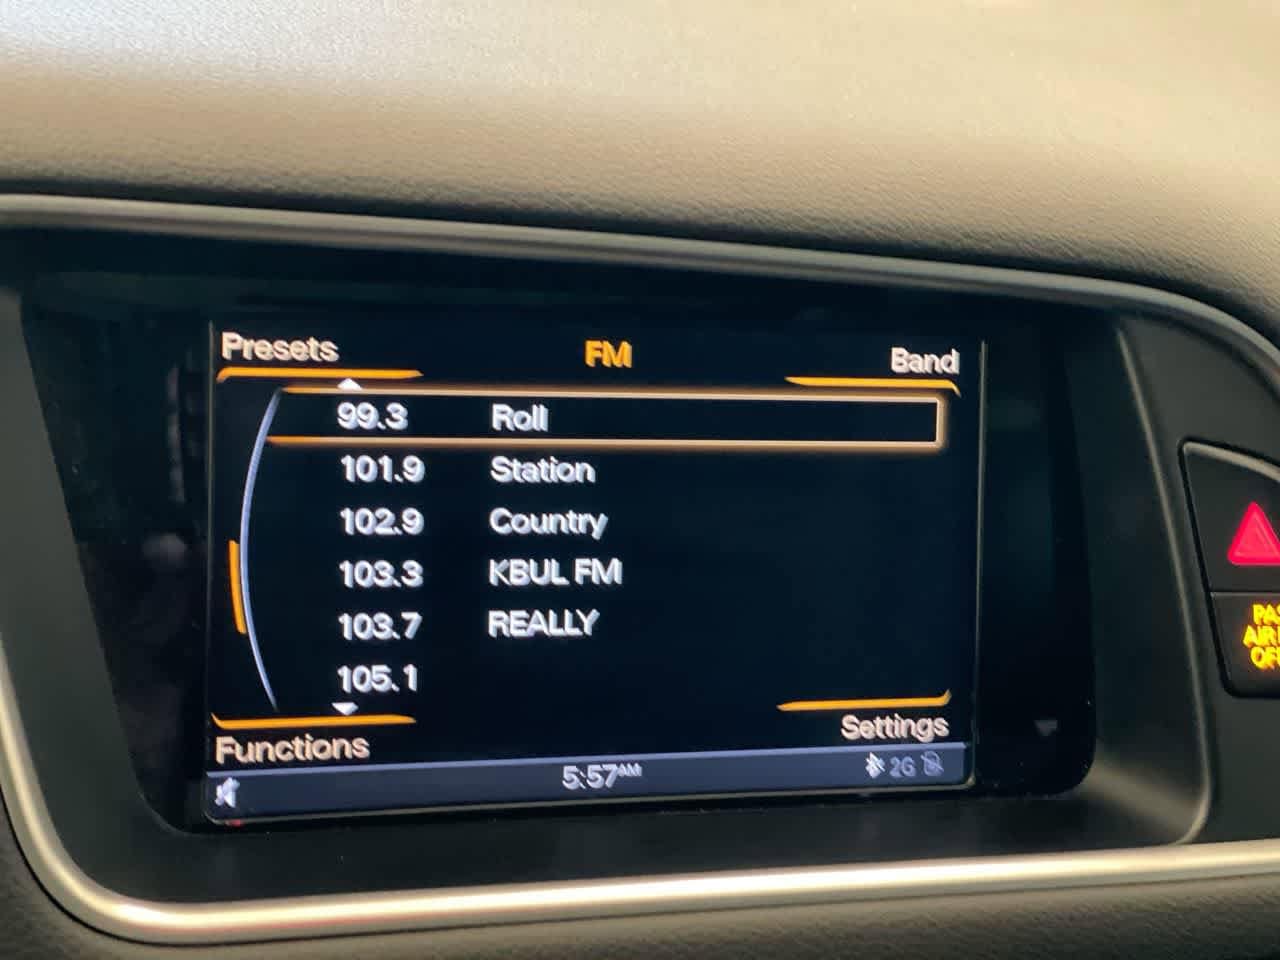 Presets
FM
Band
99.3 Roll
101.9 Station
102.9 Country
103.3 KBUL FM
103.7 REALLY
105.1
Functions
Settings
5:57AM
2G